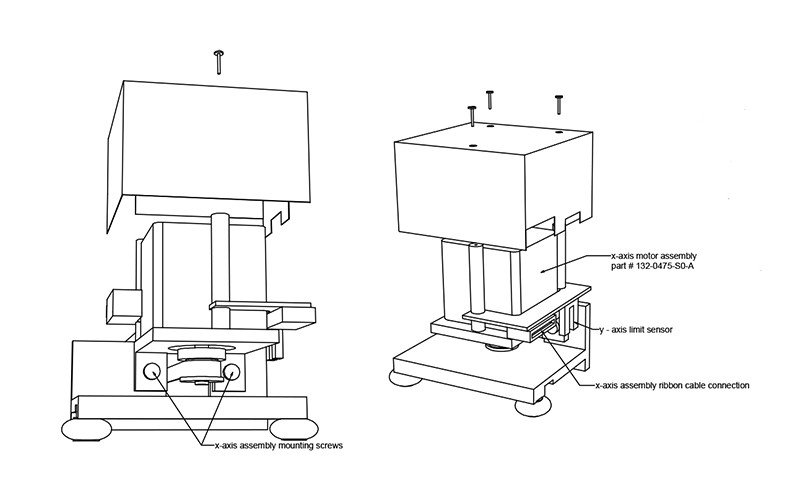 x-axis motor assembly
part # 132-0475-S0-A
y - axis limit sensor
x-axis assembly ribbon cable connection
x-axis assembly mounting screws